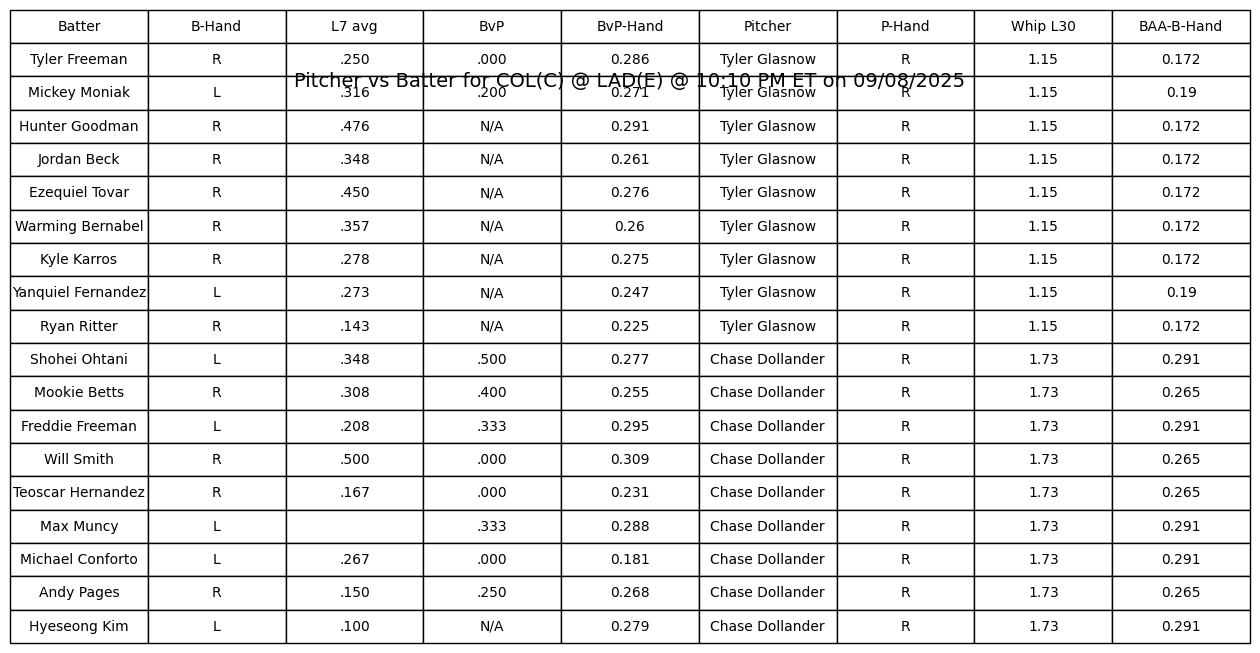 Batter B-Hand L7 avg BvP BvP-Hand Pitcher P-Hand Whip L30 BAA-B-Hand
Tyler Freeman R .250 .000 0.286 Tyler Glasnow R 1.15 0.172
Pitcher vs Batter for COL(C) @ LAD(E) @ 10:10 PM ET on 09/08/2025
Mickey Moniak L .316 .200 0.271 Tyler Glasnow R 1.15 0.19
Hunter Goodman R .476 N/A 0.291 Tyler Glasnow R 1.15 0.172
Jordan Beck R .348 N/A 0.261 Tyler Glasnow R 1.15 0.172
Ezequiel Tovar R .450 N/A 0.276 Tyler Glasnow R 1.15 0.172
Warming Bernabel R .357 N/A 0.26 Tyler Glasnow R 1.15 0.172
Kyle Karros R .278 N/A 0.275 Tyler Glasnow R 1.15 0.172
Yanquiel Fernandez L .273 N/A 0.247 Tyler Glasnow R 1.15 0.19
Ryan Ritter R .143 N/A 0.225 Tyler Glasnow R 1.15 0.172
Shohei Ohtani L .348 .500 0.277 Chase Dollander R 1.73 0.291
Mookie Betts R .308 .400 0.255 Chase Dollander R 1.73 0.265
Freddie Freeman L .208 .333 0.295 Chase Dollander R 1.73 0.291
Will Smith R .500 .000 0.309 Chase Dollander R 1.73 0.265
Teoscar Hernandez R .167 .000 0.231 Chase Dollander R 1.73 0.265
Max Muncy L .333 0.288 Chase Dollander R 1.73 0.291
Michael Conforto L .267 .000 0.181 Chase Dollander R 1.73 0.291
Andy Pages R .150 .250 0.268 Chase Dollander R 1.73 0.265
Hyeseong Kim L .100 N/A 0.279 Chase Dollander R 1.73 0.291